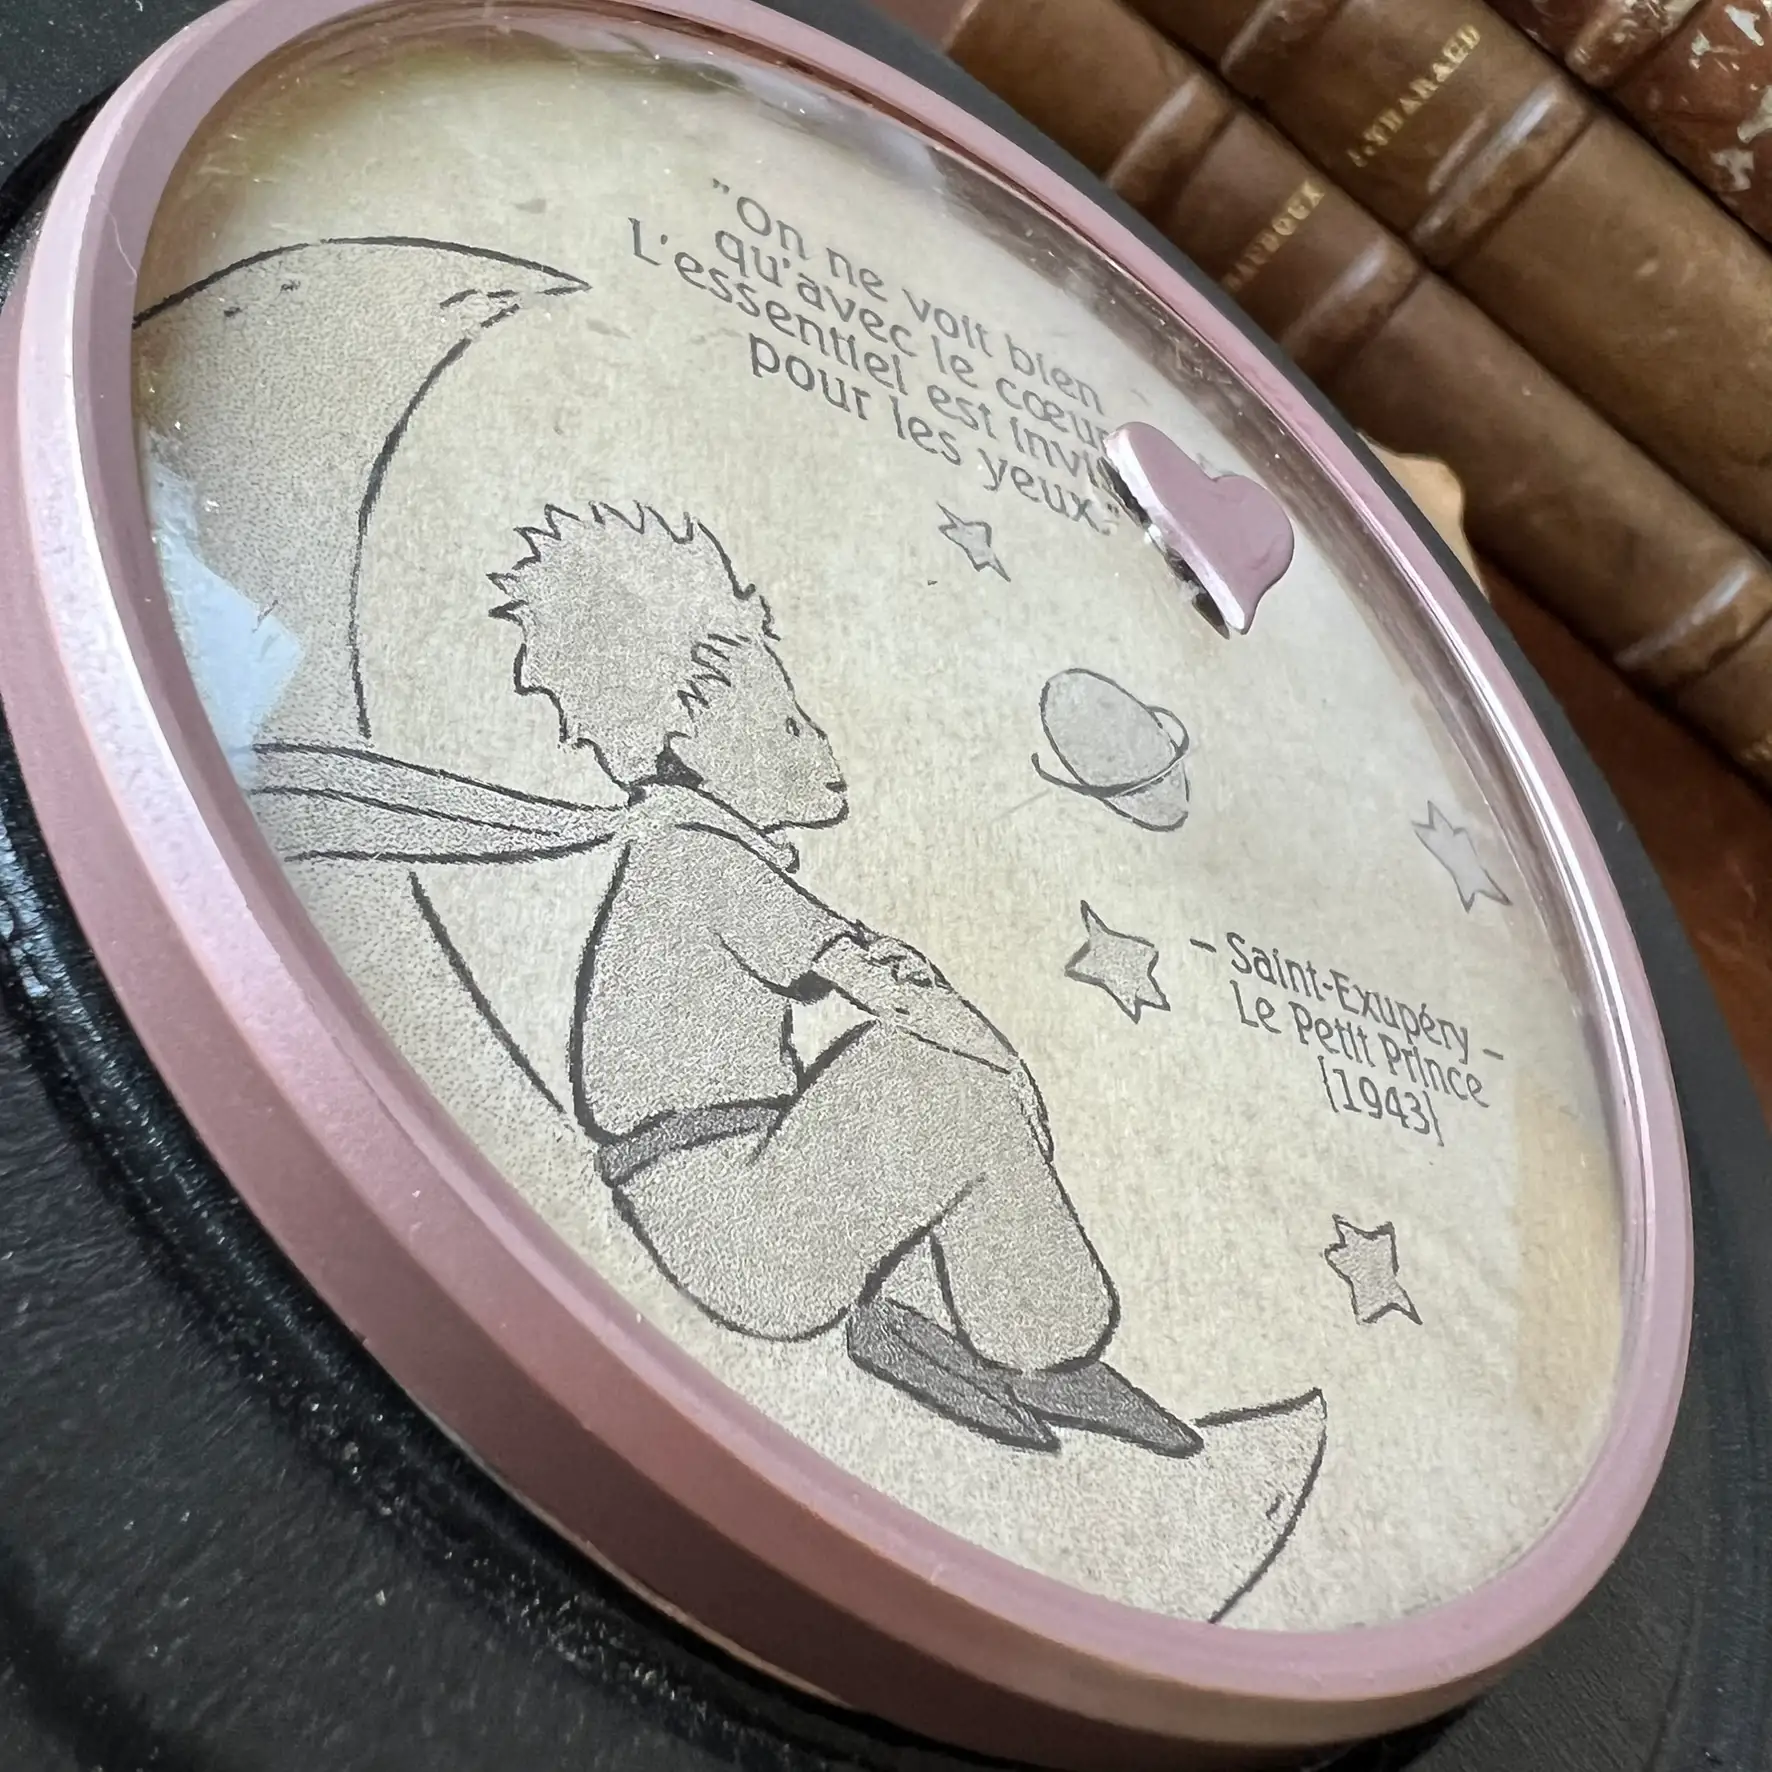 "On ne voit bien
qu'avec le cœur
L'essentiel est invis
pour les yeux."
- Saint-Exupéry -
Le Petit Prince
(1943)